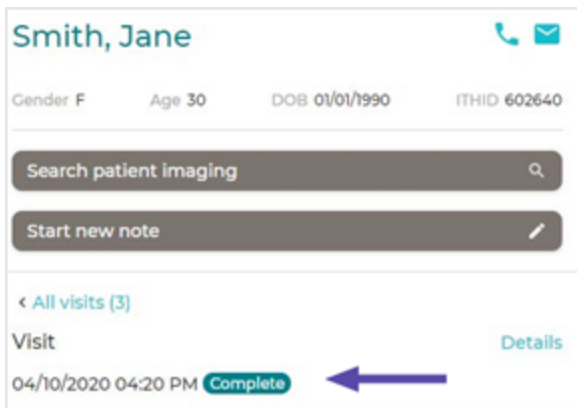 Smith, Jane
Gender F Age 30 DOB 01/01/1990 ITHID 602640
Search patient imaging
Start new note
‹ All visits (3)
Visit Details
04/10/2020 04:20 PM Complete